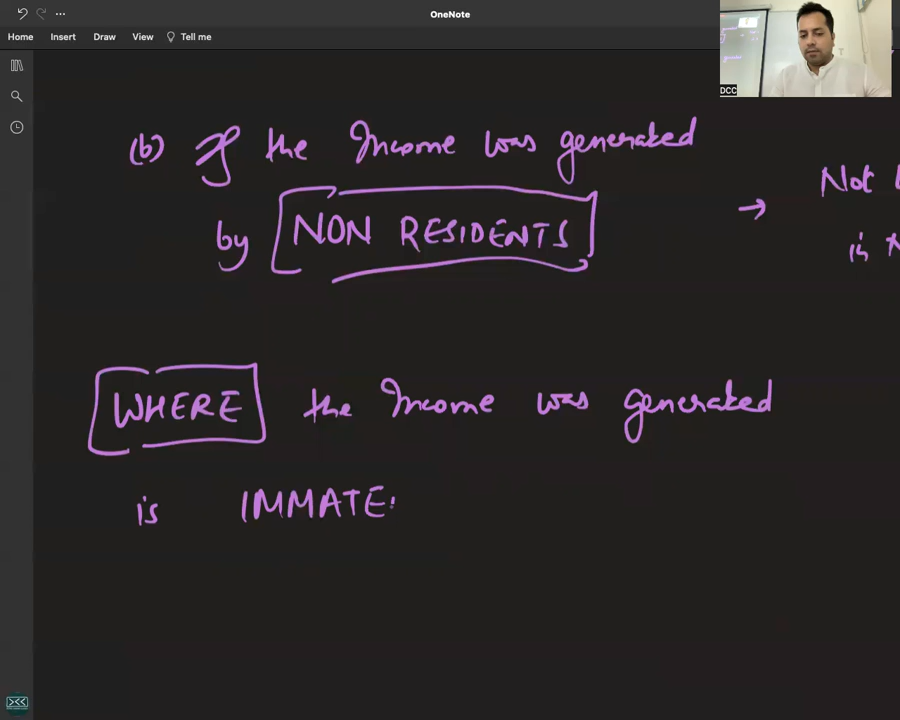 OneNote
Home Insert Draw View Tell me
DCC
(b) If the Income was generated
by NON RESIDENTS
→ Not
in
WHERE the Income was generated
is IMMATE